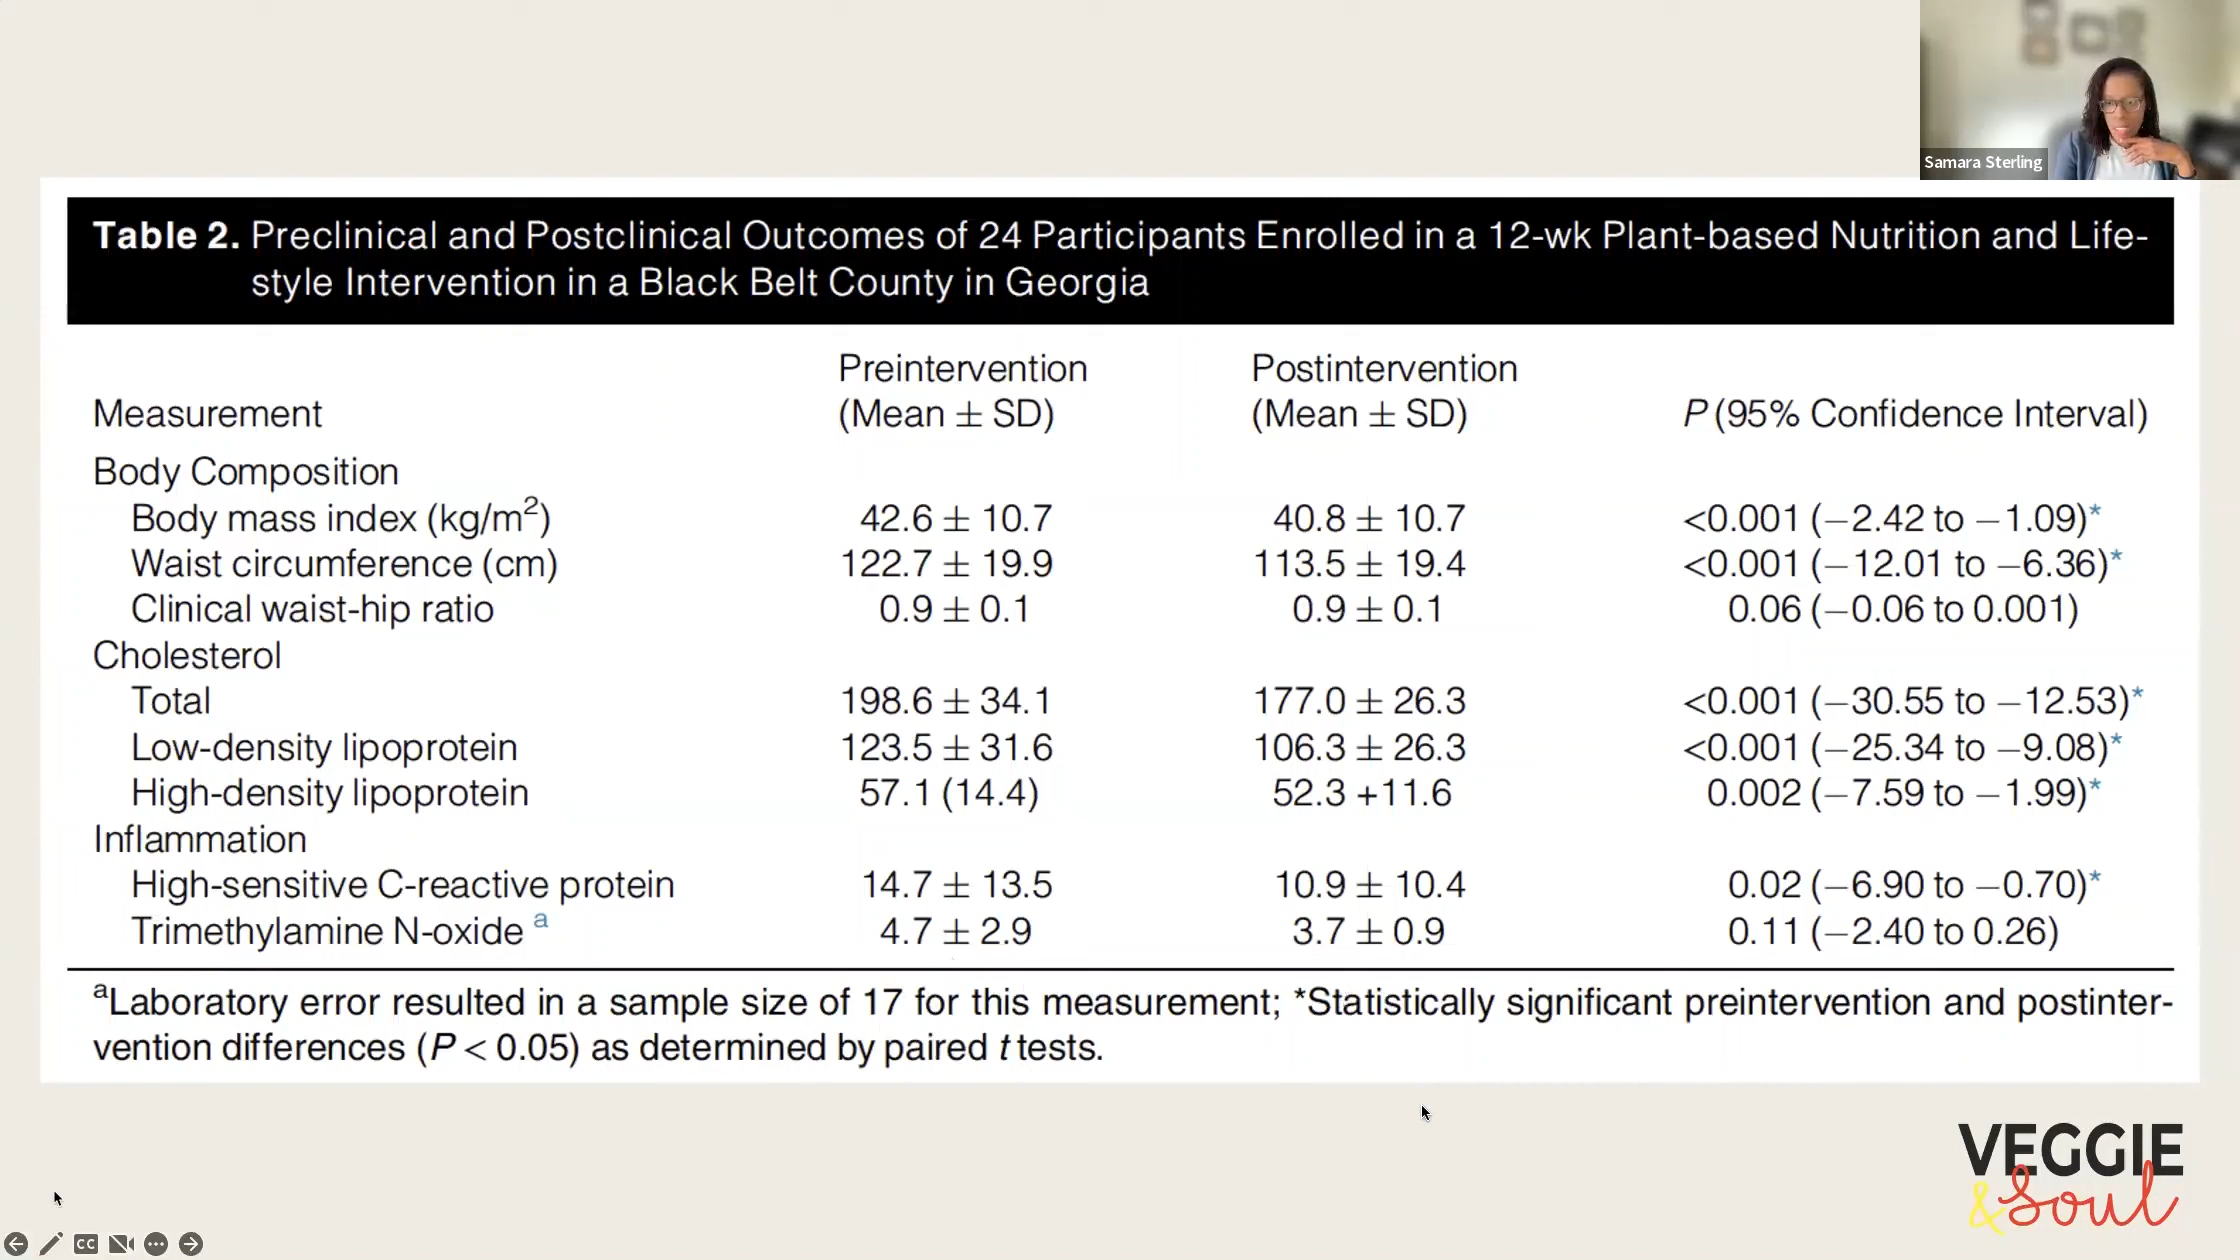 Samara Sterling
Table 2. Preclinical and Postclinical Outcomes of 24 Participants Enrolled in a 12-wk Plant-based Nutrition and Life-
style Intervention in a Black Belt County in Georgia
Measurement Preintervention (Mean ± SD) Postintervention (Mean ± SD) P (95% Confidence Interval)
Body Composition
Body mass index (kg/m²) 42.6 ± 10.7 40.8 ± 10.7 <0.001 (−2.42 to −1.09)*
Waist circumference (cm) 122.7 ± 19.9 113.5 ± 19.4 <0.001 (−12.01 to −6.36)*
Clinical waist-hip ratio 0.9 ± 0.1 0.9 ± 0.1 0.06 (−0.06 to 0.001)
Cholesterol
Total 198.6 ± 34.1 177.0 ± 26.3 <0.001 (−30.55 to −12.53)*
Low-density lipoprotein 123.5 ± 31.6 106.3 ± 26.3 <0.001 (−25.34 to −9.08)*
High-density lipoprotein 57.1 (14.4) 52.3 +11.6 0.002 (−7.59 to −1.99)*
Inflammation
High-sensitive C-reactive protein 14.7 ± 13.5 10.9 ± 10.4 0.02 (−6.90 to −0.70)*
Trimethylamine N-oxide a 4.7 ± 2.9 3.7 ± 0.9 0.11 (−2.40 to 0.26)
aLaboratory error resulted in a sample size of 17 for this measurement; *Statistically significant preintervention and postinter-
vention differences (P < 0.05) as determined by paired t tests.
VEGGIE
&Soul
CC